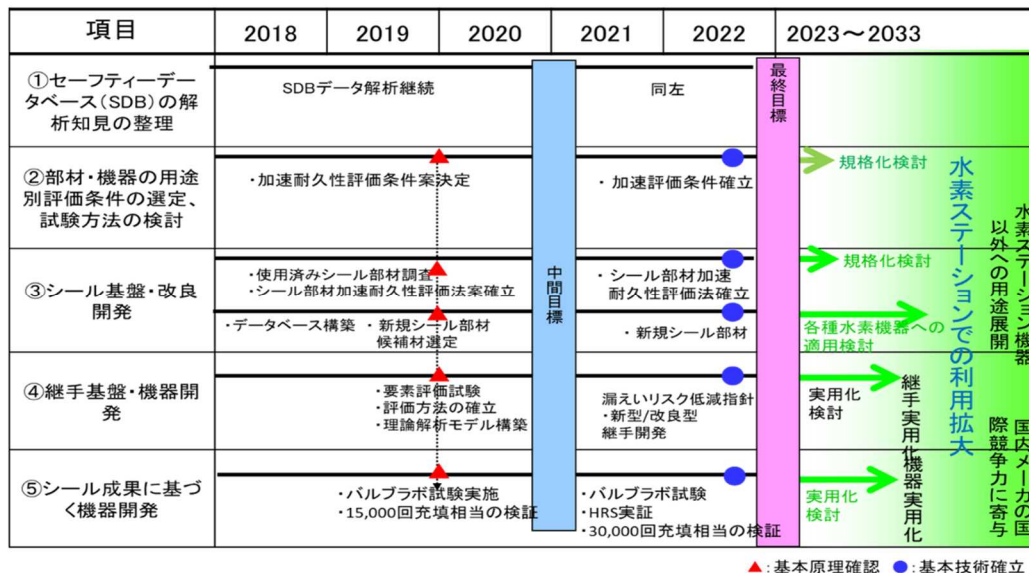 項目
2018
2019
2020
2021
2022
2023～2033
①セーフティーデー
タベース(SDB)の解
析知見の整理
SDBデータ解析継続
同左
中間目標
最終目標
②部材・機器の用途
別評価条件の選定、
試験方法の検討
・加速耐久性評価条件案決定
・加速評価条件確立
規格化検討
③シール基盤・改良
開発
・使用済みシール部材調査
・シール部材加速耐久性評価法案確立
・シール部材加速
耐久性評価法確立
規格化検討
・データベース構築
・新規シール部材
候補材選定
・新規シール部材
各種水素機器への
適用検討
④継手基盤・機器開
発
・要素評価試験
・評価方法の確立
・理論解析モデル構築
漏えいリスク低減指針
・新型/改良型
継手開発
実用化
検討
継手実用化
⑤シール成果に基づ
く機器開発
・バルブラボ試験実施
・15,000回充填相当の検証
・バルブラボ試験
・HRS実証
・30,000回充填相当の検証
実用化
検討
機器実用化
水素ステーションでの利用拡大
水素ステーション機器
以外への用途展開
国内メーカの国
際競争力に寄与
▲:基本原理確認
●:基本技術確立